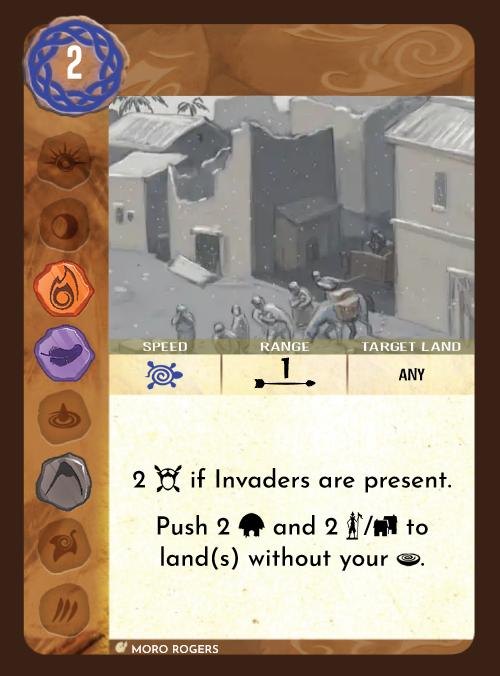 2
SPEED RANGE TARGET LAND
1 ANY
2 if Invaders are present.
Push 2 and 2 / to
land(s) without your .
MORO ROGERS